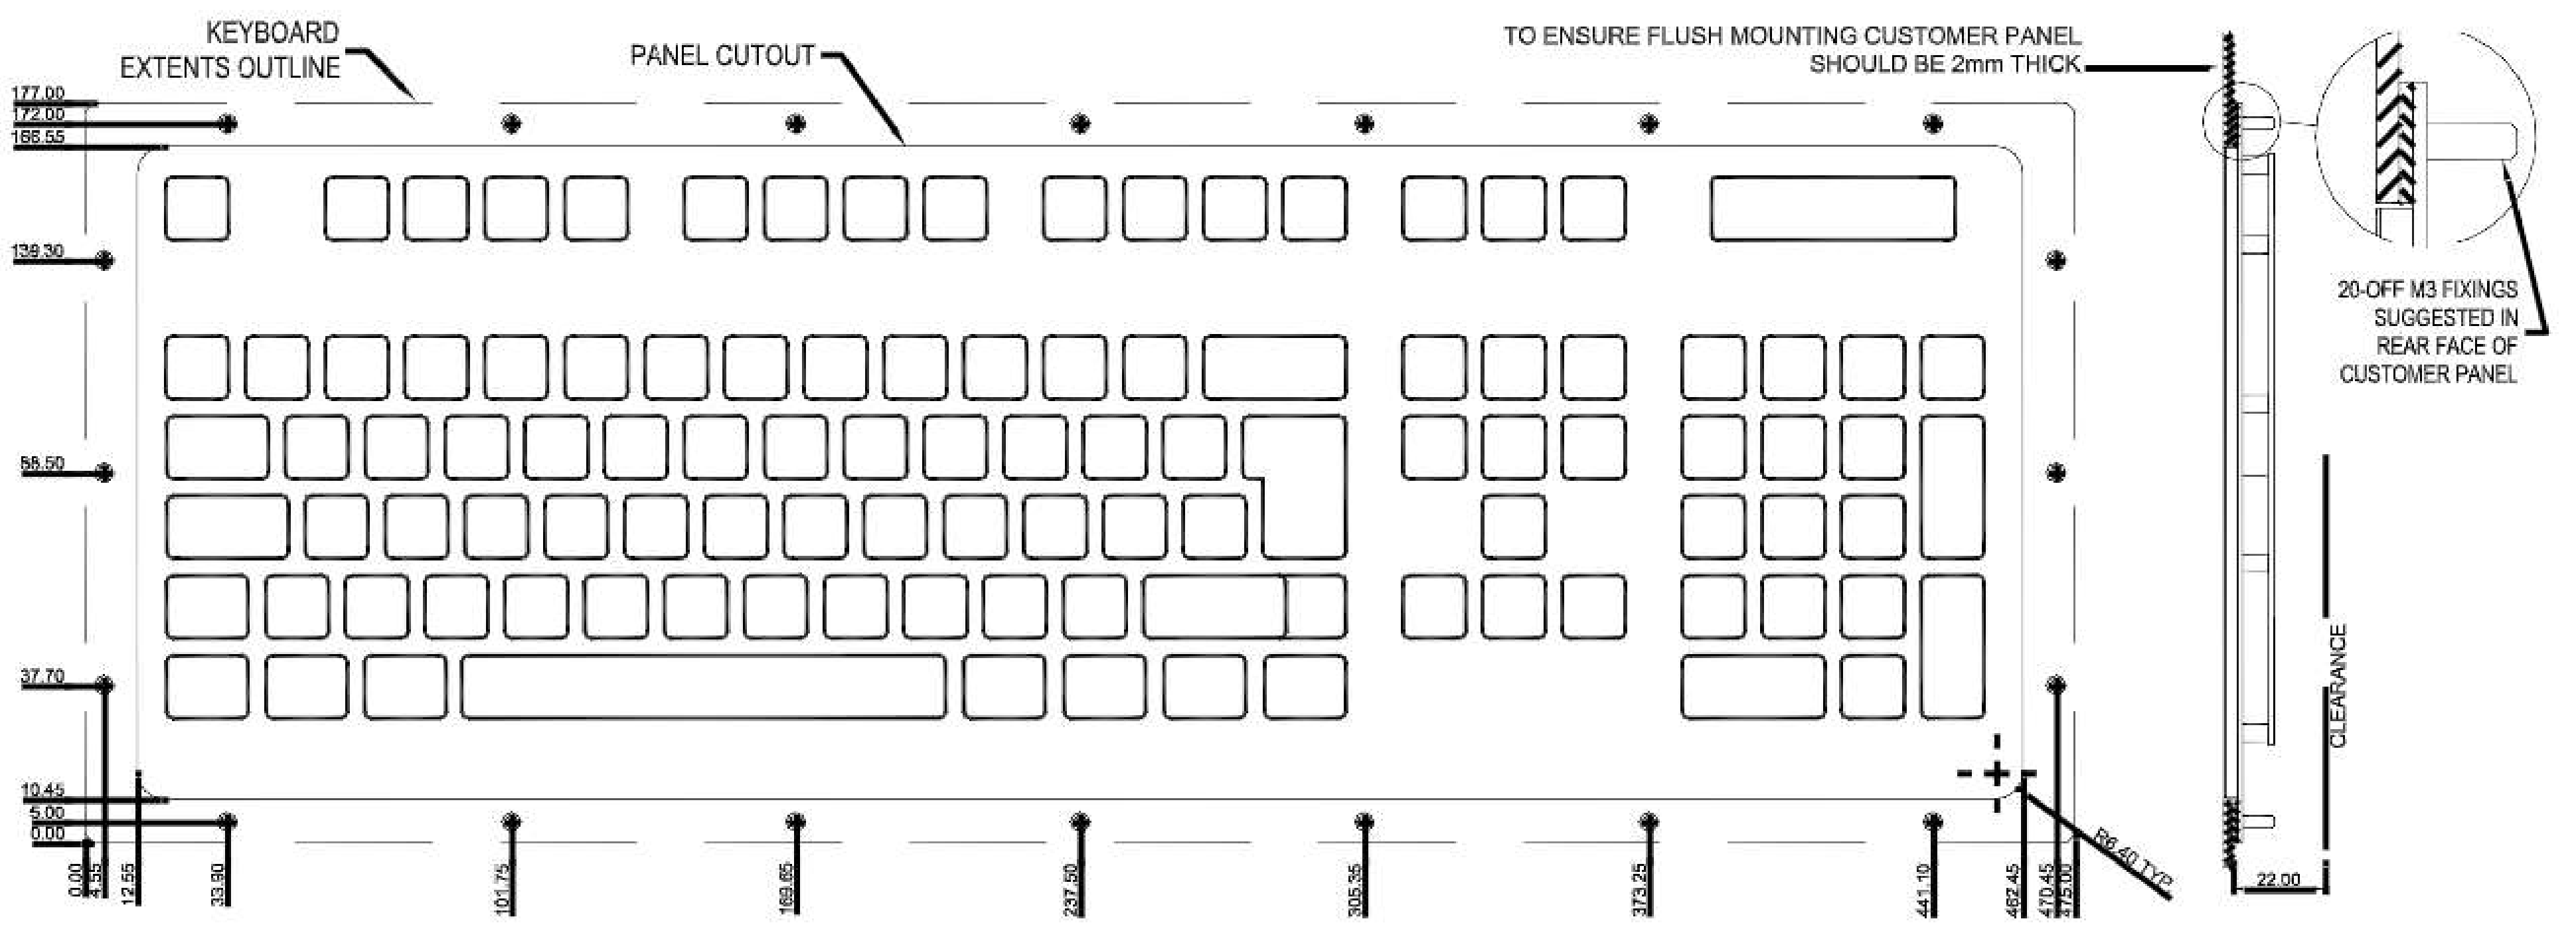 KEYBOARD
EXTENTS OUTLINE
PANEL CUTOUT
TO ENSURE FLUSH MOUNTING CUSTOMER PANEL
SHOULD BE 2mm THICK
177.00
172.00
166.55
139.30
88.50
37.70
10.45
5.00
0.00
20-OFF M3 FIXINGS
SUGGESTED IN
REAR FACE OF
CUSTOMER PANEL
CLEARANCE
22.00
R6.40 TYP
0.00
4.55
12.55
33.90
101.75
169.65
237.50
305.35
373.25
441.10
462.45
470.45
475.00